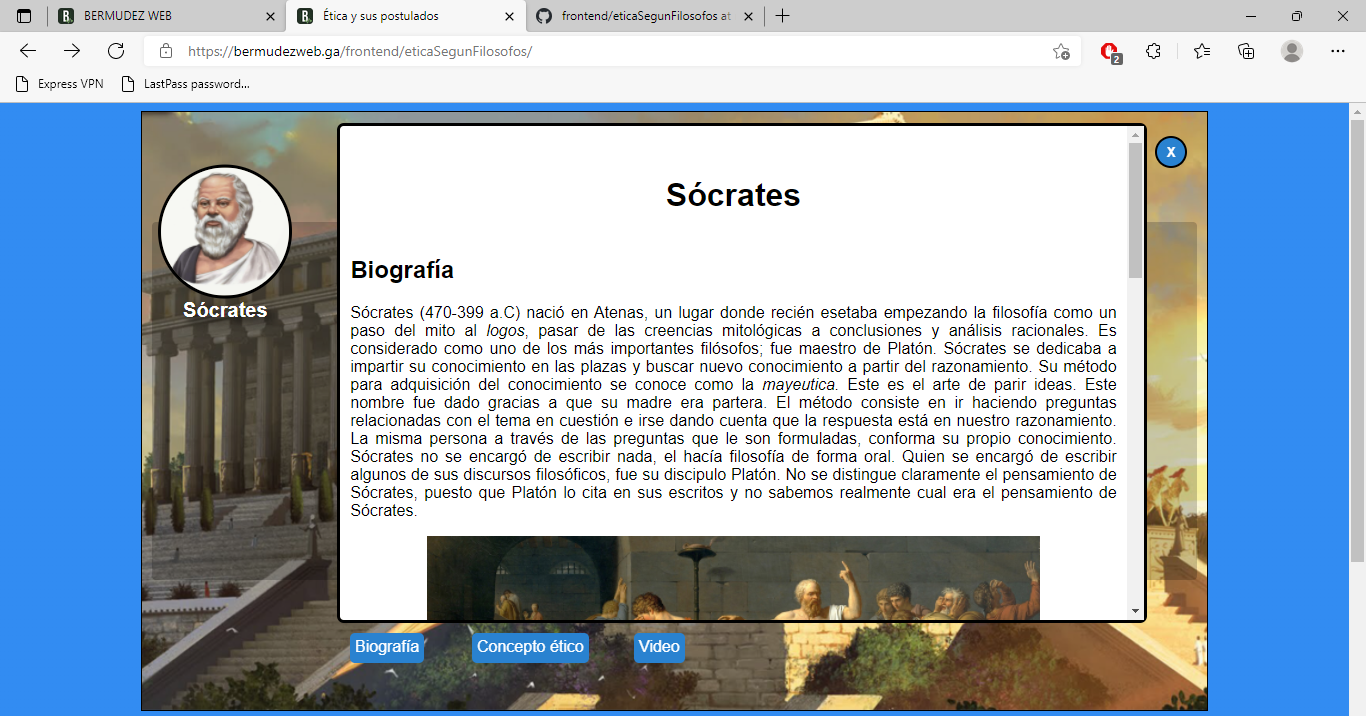 BERMUDEZ WEB
Ética y sus postulados
frontend/eticaSegunFilosofos at
https://bermudezweb.ga/frontend/eticaSegunFilosofos/
2
Express VPN
LastPass password...
X
Sócrates
Sócrates
Biografía
Sócrates (470-399 a.C) nació en Atenas, un lugar donde recién esetaba empezando la filosofía como un
paso del mito al logos, pasar de las creencias mitológicas a conclusiones y análisis racionales. Es
considerado como uno de los más importantes filósofos; fue maestro de Platón. Sócrates se dedicaba a
impartir su conocimiento en las plazas y buscar nuevo conocimiento a partir del razonamiento. Su método
para adquisición del conocimiento se conoce como la mayeutica. Este es el arte de parir ideas. Este
nombre fue dado gracias a que su madre era partera. El método consiste en ir haciendo preguntas
relacionadas con el tema en cuestión e irse dando cuenta que la respuesta está en nuestro razonamiento.
La misma persona a través de las preguntas que le son formuladas, conforma su propio conocimiento.
Sócrates no se encargó de escribir nada, el hacía filosofía de forma oral. Quien se encargó de escribir
algunos de sus discursos filosóficos, fue su discipulo Platón. No se distingue claramente el pensamiento de
Sócrates, puesto que Platón lo cita en sus escritos y no sabemos realmente cual era el pensamiento de
Sócrates.
Biografía
Concepto ético
Video